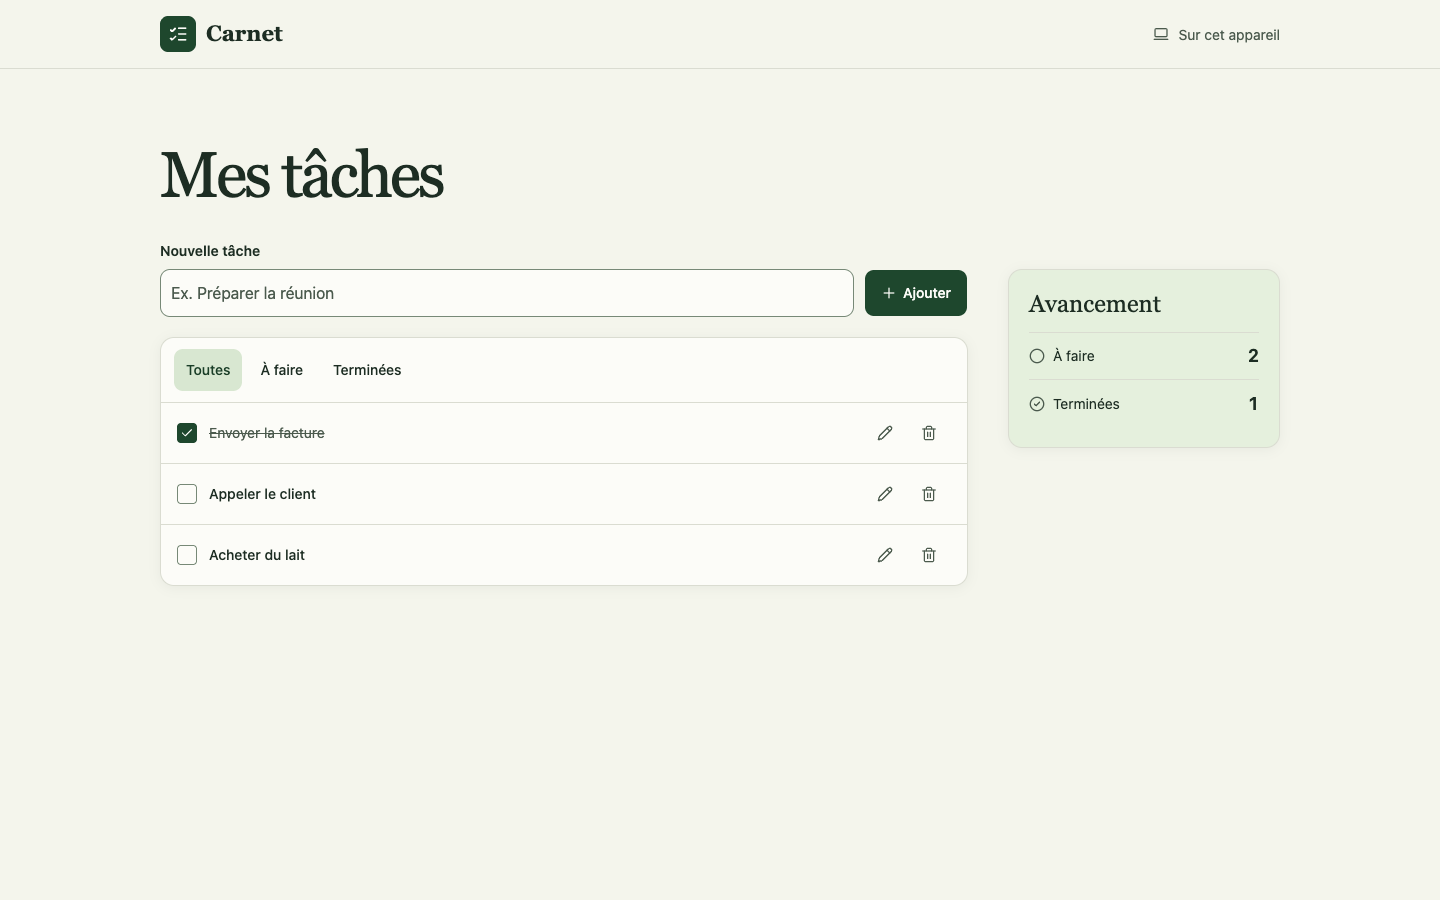 Carnet
Sur cet appareil
Mes tâches
Nouvelle tâche
Ex. Préparer la réunion
Ajouter
Toutes
À faire
Terminées
Envoyer la facture
Appeler le client
Acheter du lait
Avancement
À faire 2
Terminées 1